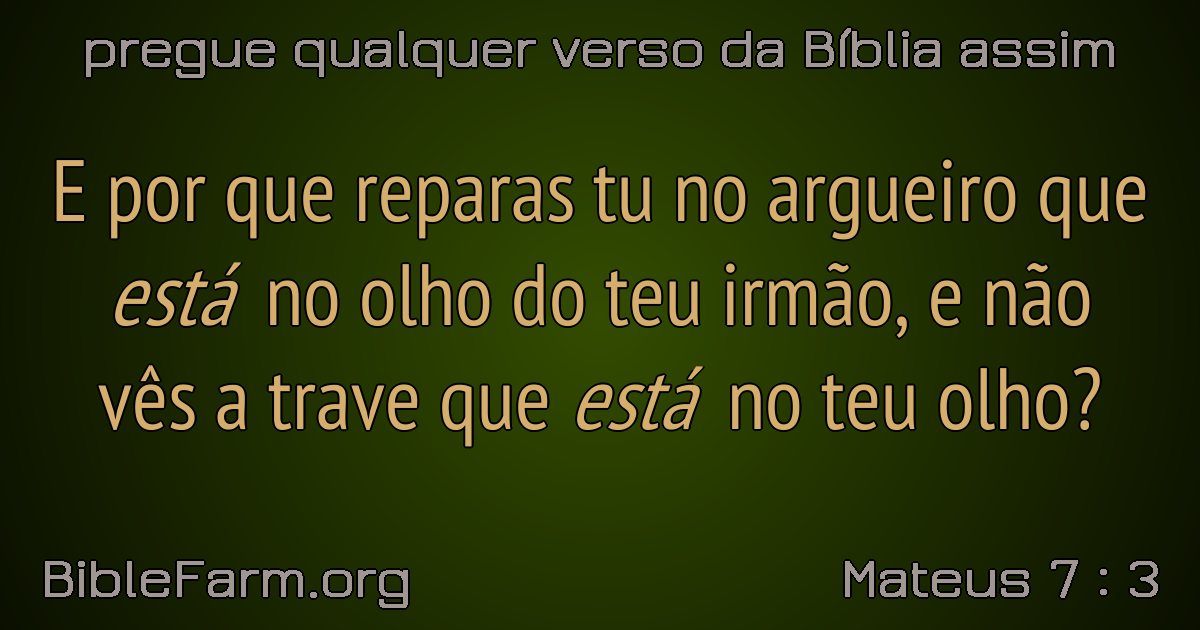 pregue qualquer verso da Bíblia assim
E por que reparas tu no argueiro que
está no olho do teu irmão, e não
vês a trave que está no teu olho?
BibleFarm.org
Mateus 7 : 3